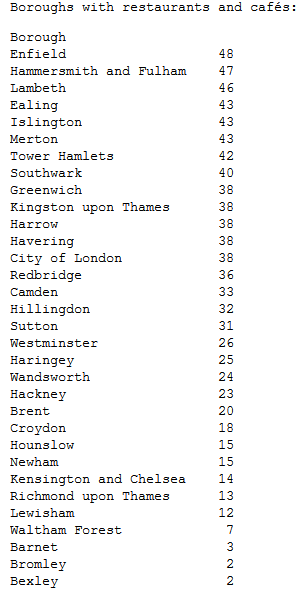 Boroughs with restaurants and cafés:

Borough
Enfield 48
Hammersmith and Fulham 47
Lambeth 46
Ealing 43
Islington 43
Merton 43
Tower Hamlets 42
Southwark 40
Greenwich 38
Kingston upon Thames 38
Harrow 38
Havering 38
City of London 38
Redbridge 36
Camden 33
Hillingdon 32
Sutton 31
Westminster 26
Haringey 25
Wandsworth 24
Hackney 23
Brent 20
Croydon 18
Hounslow 15
Newham 15
Kensington and Chelsea 14
Richmond upon Thames 13
Lewisham 12
Waltham Forest 7
Barnet 3
Bromley 2
Bexley 2